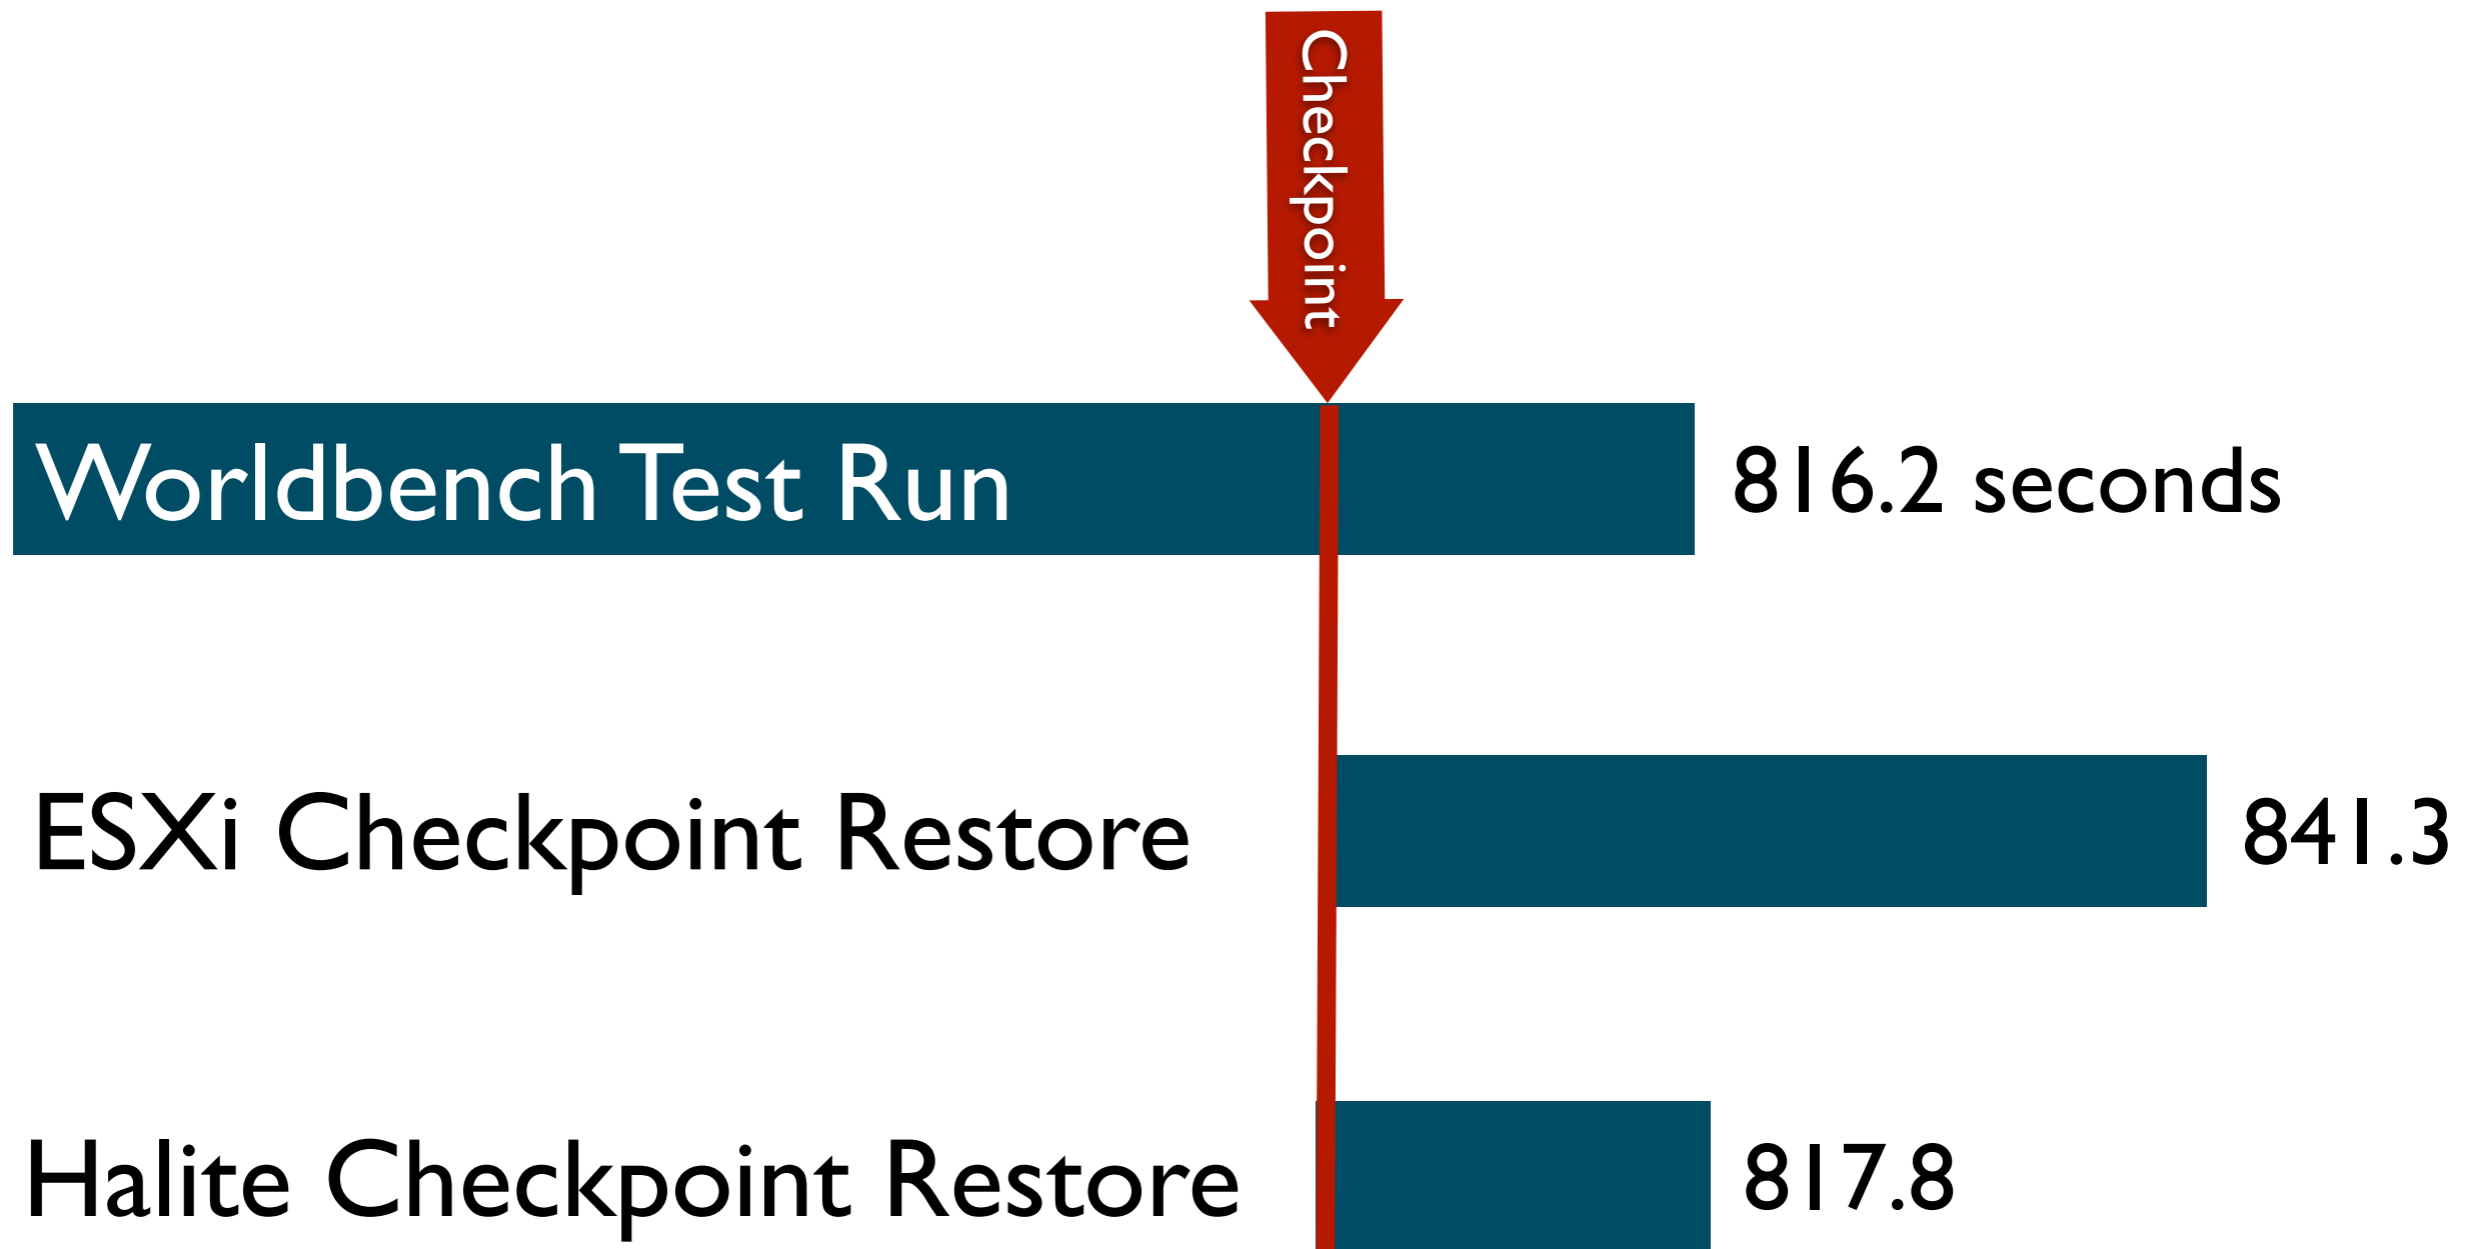 Checkpoint
Worldbench Test Run 816.2 seconds
ESXi Checkpoint Restore 841.3
Halite Checkpoint Restore 817.8